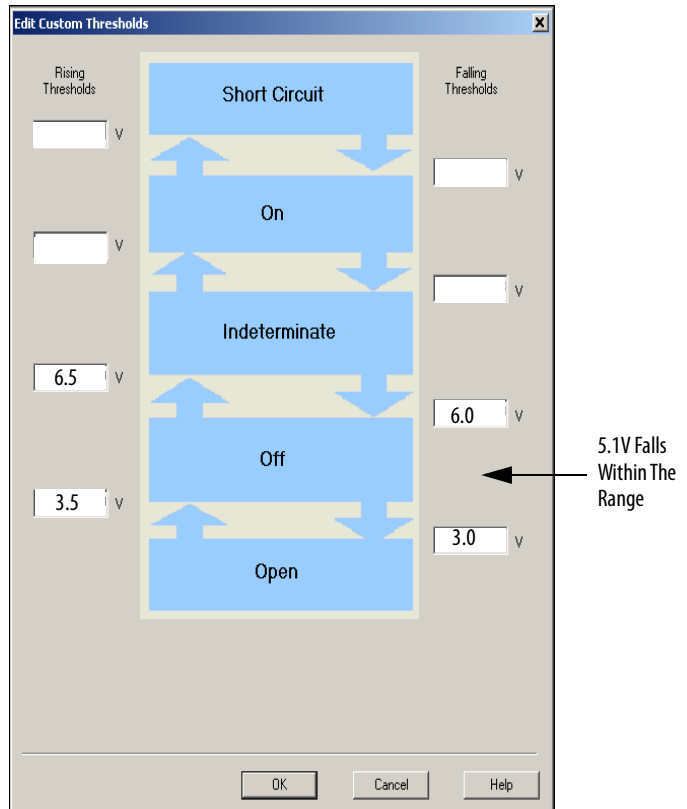 Edit Custom Thresholds
Rising
Thresholds
Falling
Thresholds
Short Circuit
V
V
On
V
V
Indeterminate
6.5 V
6.0 V
Off
5.1V Falls
Within The
Range
3.5 V
3.0 V
Open
OK
Cancel
Help